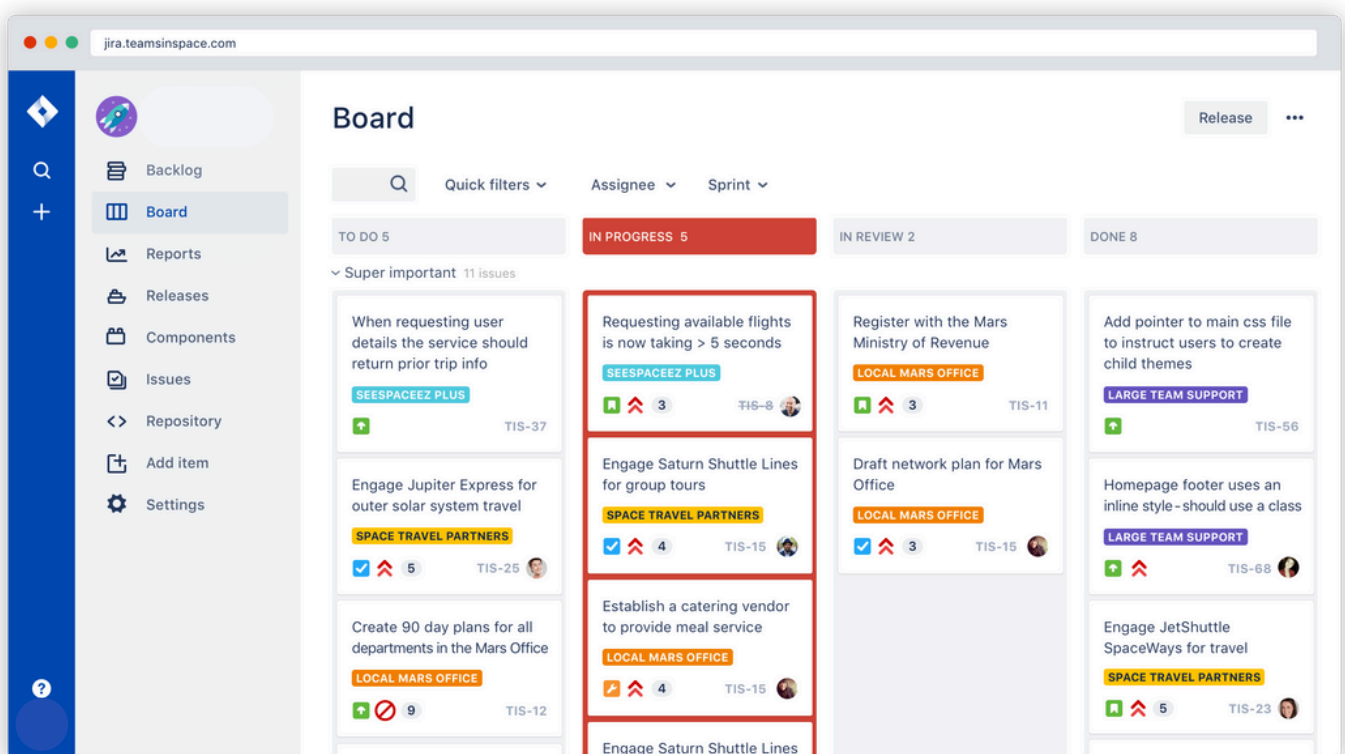 jira.teamsinspace.com
Backlog
Board
Reports
Releases
Components
Issues
Repository
Add item
Settings
?
Board
Release
Quick filters
Assignee
Sprint
TO DO 5
IN PROGRESS 5
IN REVIEW 2
DONE 8
Super important 11 issues
When requesting user
details the service should
return prior trip info
SEESPACEEZ PLUS
TIS-37
Engage Jupiter Express for
outer solar system travel
SPACE TRAVEL PARTNERS
5 TIS-25
Create 90 day plans for all
departments in the Mars Office
LOCAL MARS OFFICE
9 TIS-12
Requesting available flights
is now taking > 5 seconds
SEESPACEEZ PLUS
3 TIS-8
Engage Saturn Shuttle Lines
for group tours
SPACE TRAVEL PARTNERS
4 TIS-15
Establish a catering vendor
to provide meal service
LOCAL MARS OFFICE
4 TIS-15
Engage Saturn Shuttle Lines
Register with the Mars
Ministry of Revenue
LOCAL MARS OFFICE
3 TIS-11
Draft network plan for Mars
Office
LOCAL MARS OFFICE
3 TIS-15
Add pointer to main css file
to instruct users to create
child themes
LARGE TEAM SUPPORT
TIS-56
Homepage footer uses an
inline style - should use a class
LARGE TEAM SUPPORT
TIS-68
Engage JetShuttle
SpaceWays for travel
SPACE TRAVEL PARTNERS
5 TIS-23